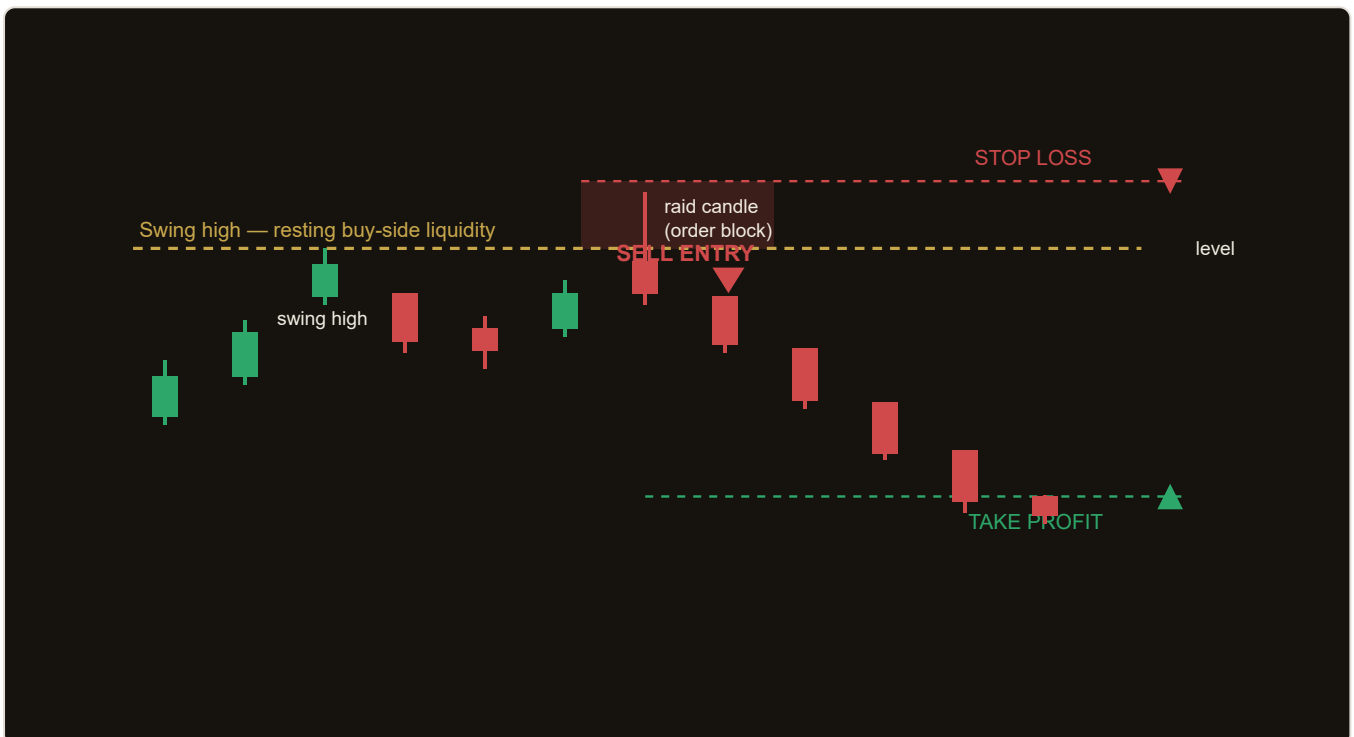 STOP LOSS
raid candle
(order block)
Swing high — resting buy-side liquidity
SELL ENTRY
level
swing high
TAKE PROFIT